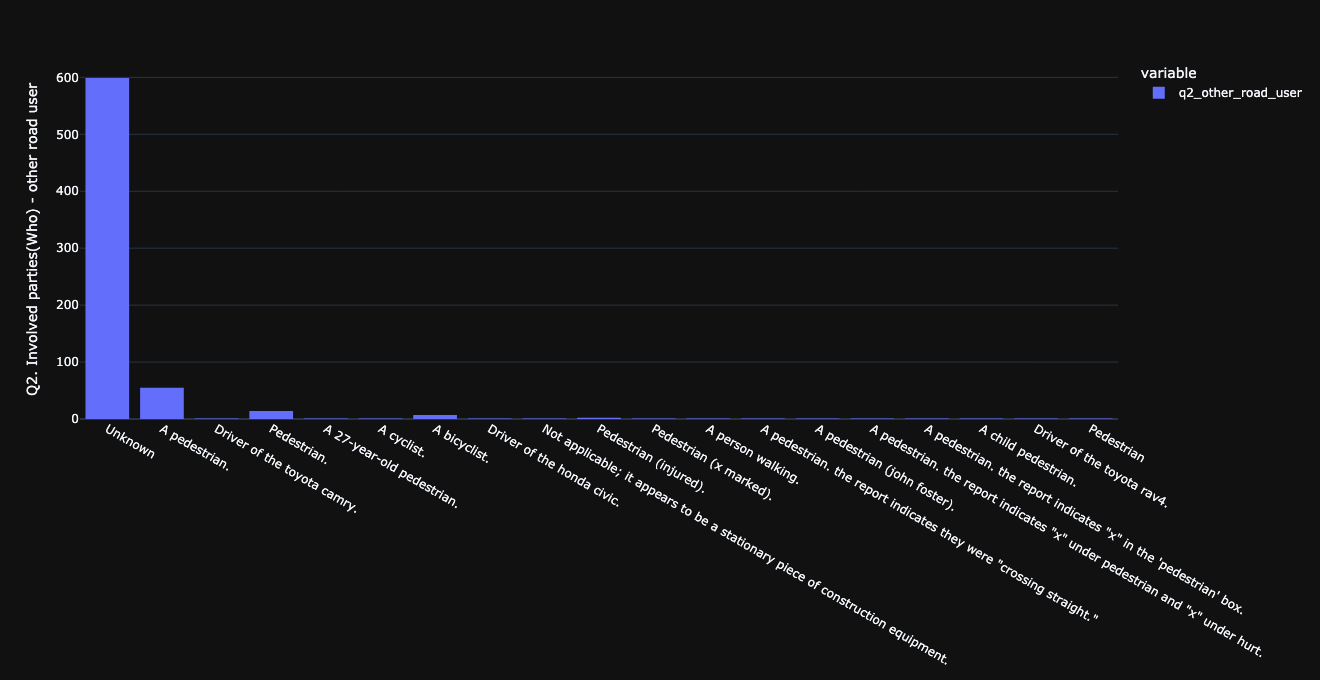 Q2. Involved parties(Who) - other road user
600
500
400
300
200
100
0
Unknown
A pedestrian.
Driver of the toyota camry.
Pedestrian.
A 27-year-old pedestrian.
A cyclist.
A bicyclist.
Driver of the honda civic.
Not applicable; it appears to be a stationary piece of construction equipment.
Pedestrian (injured).
Pedestrian (x marked).
A person walking.
A pedestrian. the report indicates they were "crossing straight."
A pedestrian (john foster).
A pedestrian. the report indicates "x" under pedestrian and "x" under hurt.
A pedestrian. the report indicates "x" in the 'pedestrian' box.
A child pedestrian.
Driver of the toyota rav4.
Pedestrian
variable
q2_other_road_user